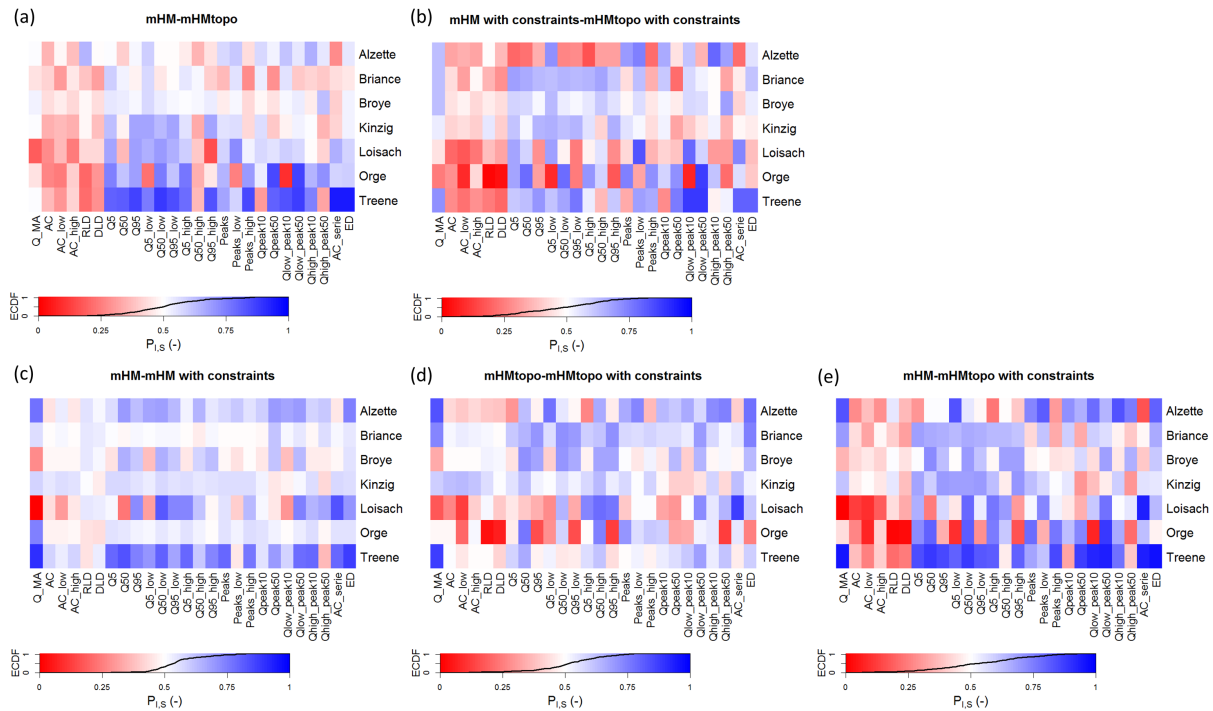 (a)
mHM-mHMtopo
Alzette
Briance
Broye
Kinzig
Loisach
Orge
Treene
Q_MA
AC
AC_low
AC_high
RLD
DLD
Q5
Q50
Q95
Q5_low
Q50_low
Q95_low
Q5_high
Q50_high
Q95_high
Peaks
Peaks_low
Peaks_high
Qpeak10
Qpeak50
Qlow_peak10
Qlow_peak50
Qhigh_peak10
Qhigh_peak50
AC_serie
ED
ECDF
0 1
0 0.25 0.5 0.75 1
P I,S (-)
(b)
mHM with constraints-mHMtopo with constraints
Alzette
Briance
Broye
Kinzig
Loisach
Orge
Treene
Q_MA
AC
AC_low
AC_high
RLD
DLD
Q5
Q50
Q95
Q5_low
Q50_low
Q95_low
Q5_high
Q50_high
Q95_high
Peaks
Peaks_low
Peaks_high
Qpeak10
Qpeak50
Qlow_peak10
Qlow_peak50
Qhigh_peak10
Qhigh_peak50
AC_serie
ED
ECDF
0 1
0 0.25 0.5 0.75 1
P I,S (-)
(c)
mHM-mHM with constraints
Alzette
Briance
Broye
Kinzig
Loisach
Orge
Treene
Q_MA
AC
AC_low
AC_high
RLD
DLD
Q5
Q50
Q95
Q5_low
Q50_low
Q95_low
Q5_high
Q50_high
Q95_high
Peaks
Peaks_low
Peaks_high
Qpeak10
Qpeak50
Qlow_peak10
Qlow_peak50
Qhigh_peak10
Qhigh_peak50
AC_serie
ED
ECDF
0 1
0 0.25 0.5 0.75 1
P I,S (-)
(d)
mHMtopo-mHMtopo with constraints
Alzette
Briance
Broye
Kinzig
Loisach
Orge
Treene
Q_MA
AC
AC_low
AC_high
RLD
DLD
Q5
Q50
Q95
Q5_low
Q50_low
Q95_low
Q5_high
Q50_high
Q95_high
Peaks
Peaks_low
Peaks_high
Qpeak10
Qpeak50
Qlow_peak10
Qlow_peak50
Qhigh_peak10
Qhigh_peak50
AC_serie
ED
ECDF
0 1
0 0.25 0.5 0.75 1
P I,S (-)
(e)
mHM-mHMtopo with constraints
Alzette
Briance
Broye
Kinzig
Loisach
Orge
Treene
Q_MA
AC
AC_low
AC_high
RLD
DLD
Q5
Q50
Q95
Q5_low
Q50_low
Q95_low
Q5_high
Q50_high
Q95_high
Peaks
Peaks_low
Peaks_high
Qpeak10
Qpeak50
Qlow_peak10
Qlow_peak50
Qhigh_peak10
Qhigh_peak50
AC_serie
ED
ECDF
0 1
0 0.25 0.5 0.75 1
P I,S (-)